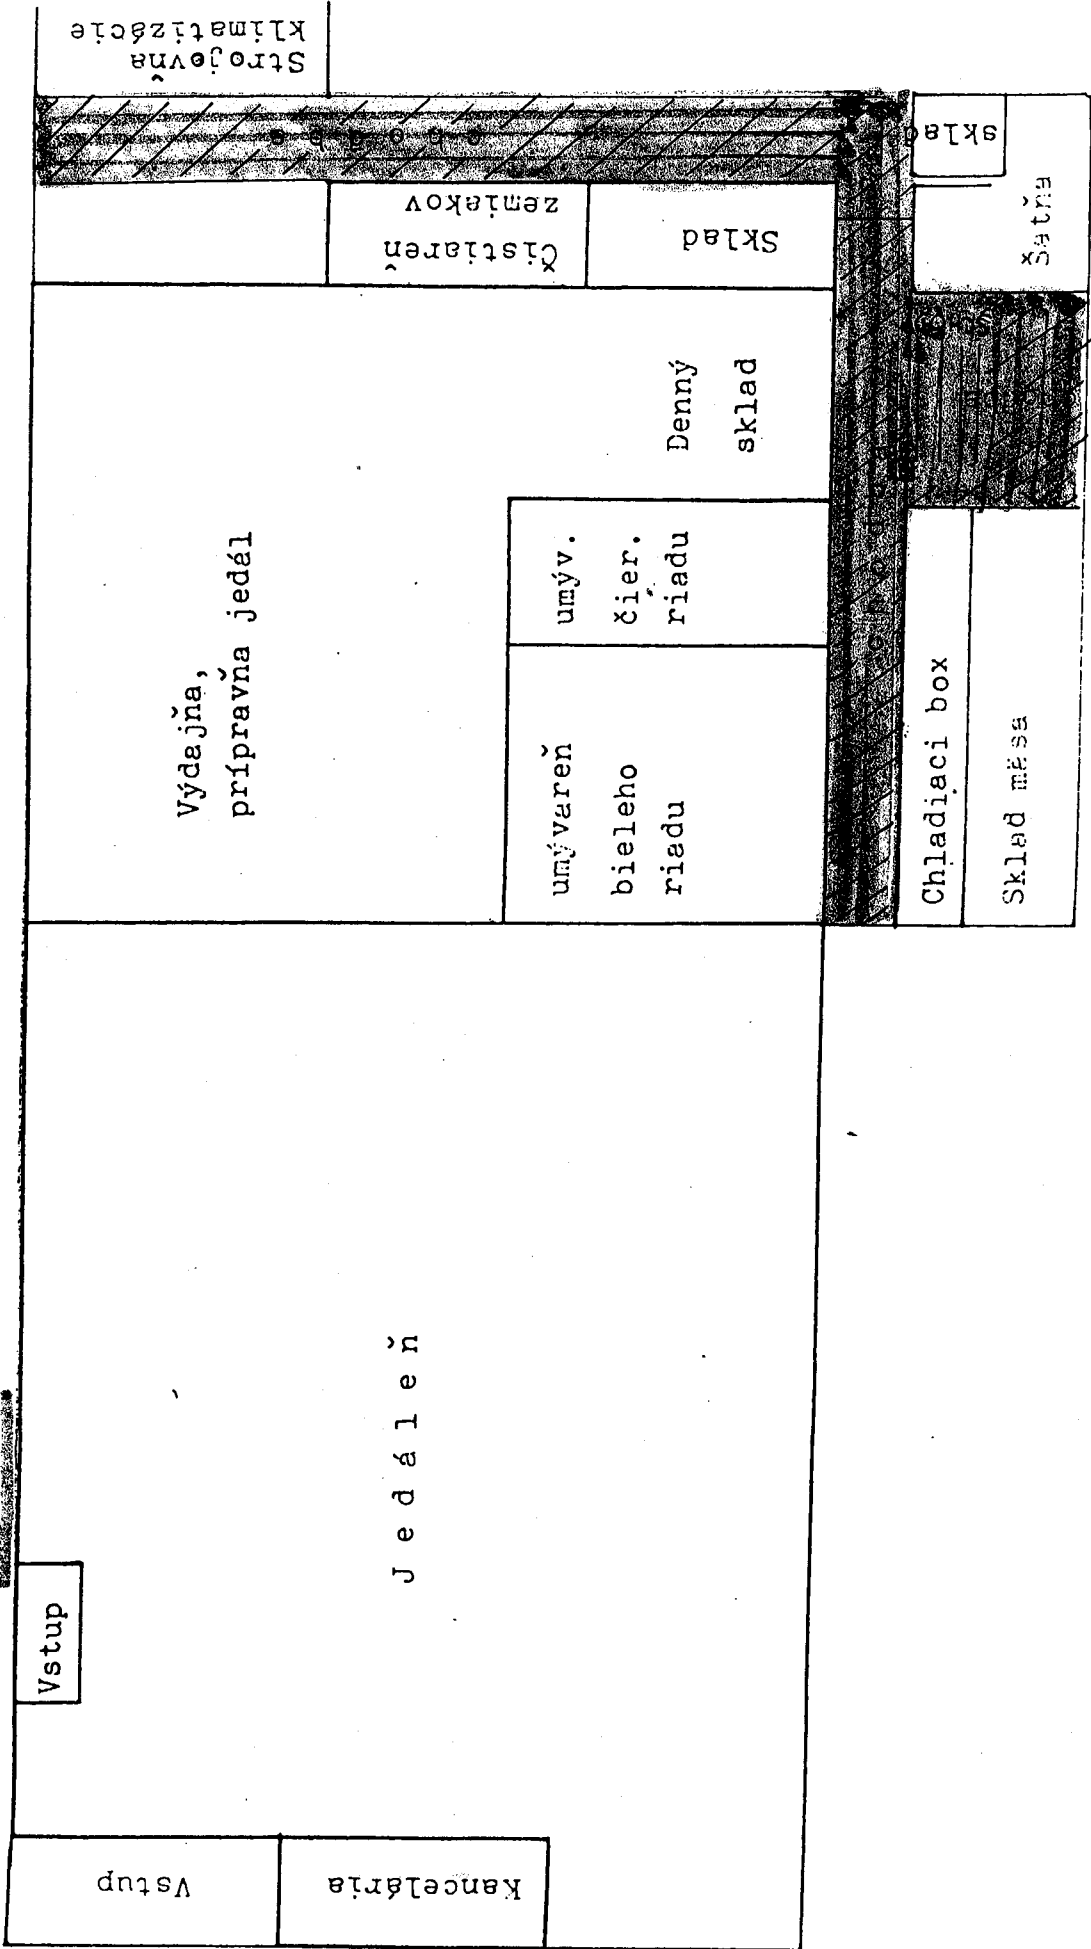 Strojovňa
klimatizácie
chodba
sklad
Čistiareň
zemiakov
Sklad
Šatňa
Denný
sklad
Výdajňa,
prípravňa jedál
umýv.
čier.
riadu
umývareň
bieleho
riadu
Chladiaci box
Sklad mäsa
Jedáleň
Vstup
Vstup
Kancelária